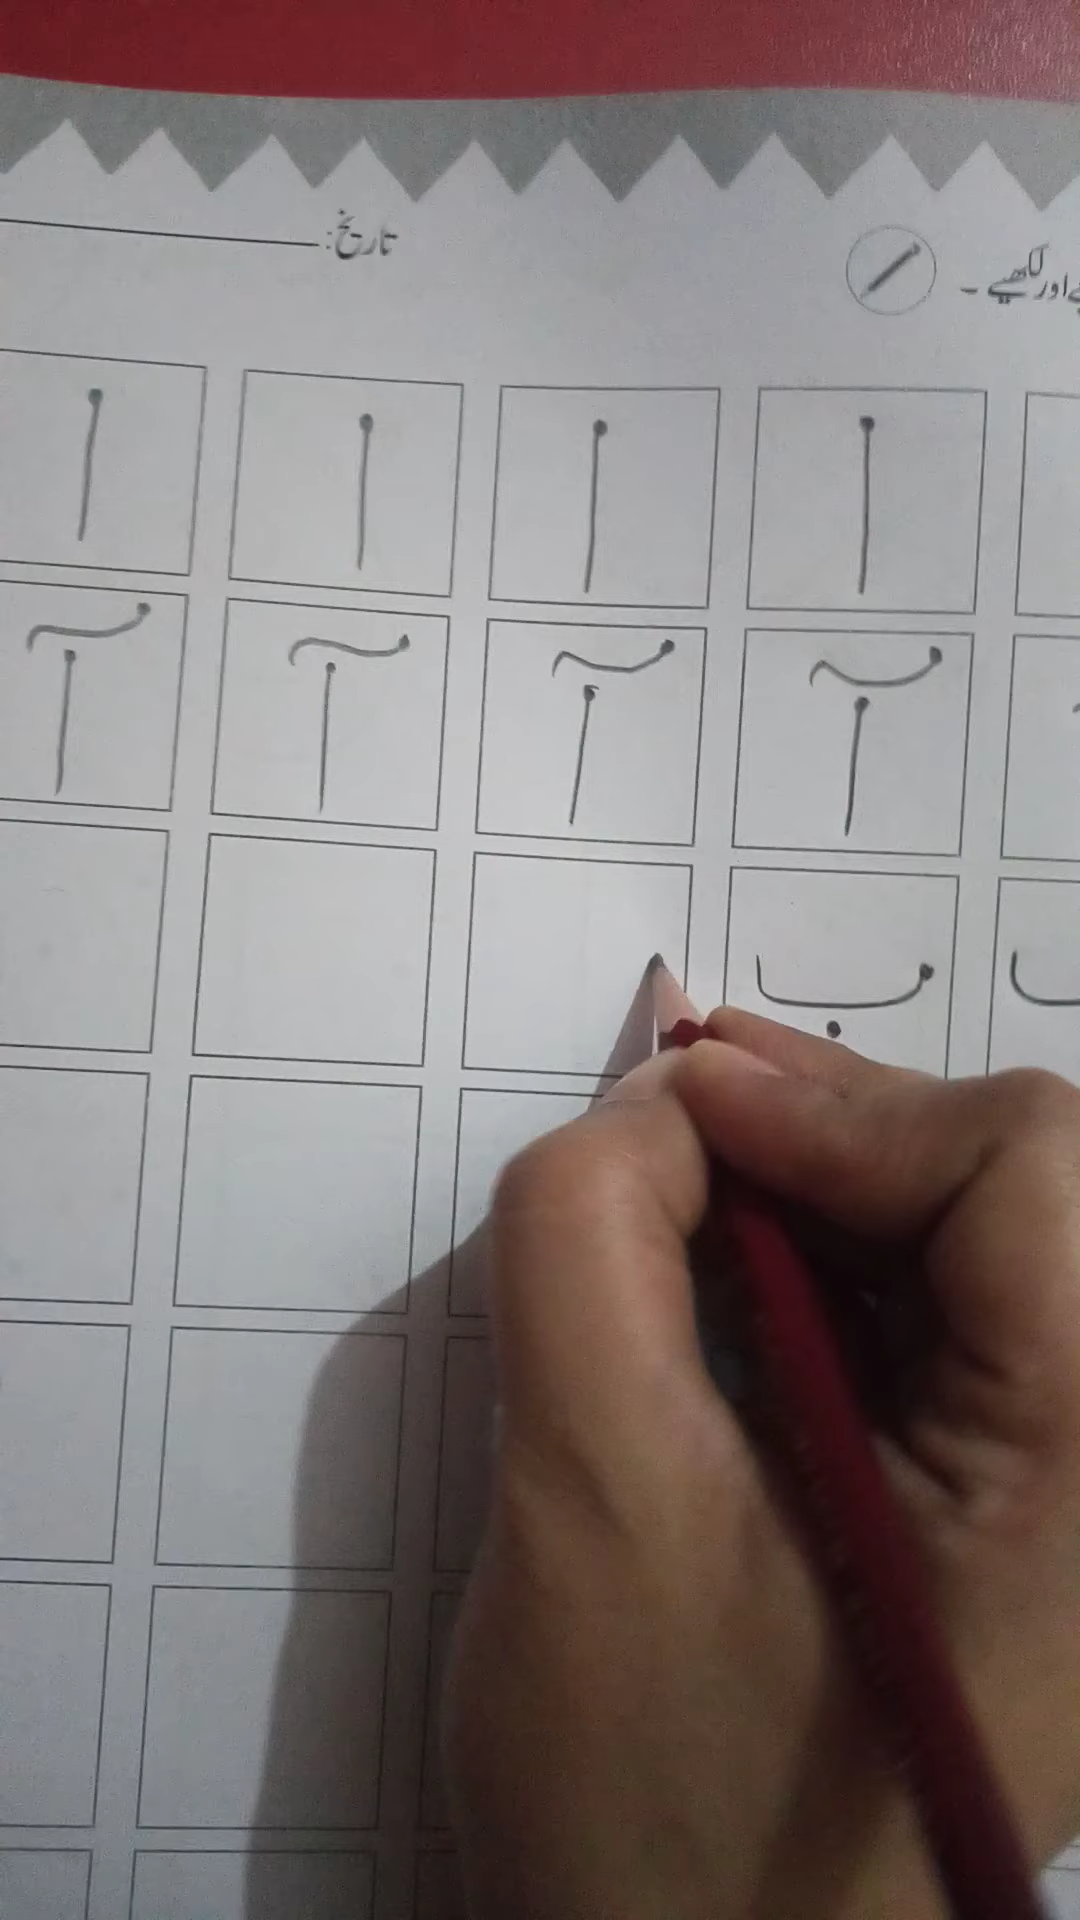 اور لکھیے۔ تاریخ:
ا ا ا ا
آ آ آ آ
ب